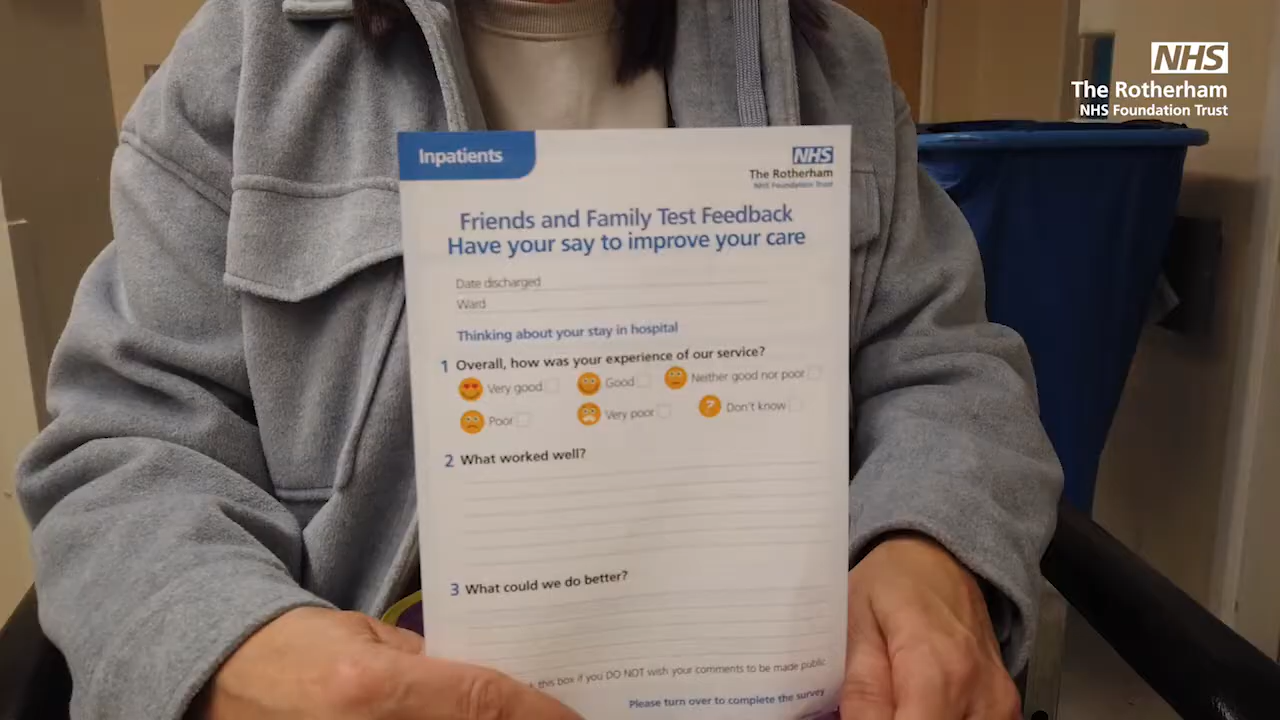 NHS
The Rotherham
NHS Foundation Trust
Inpatients
NHS
The Rotherham
NHS Foundation Trust
Friends and Family Test Feedback
Have your say to improve your care
Date discharged
Ward
Thinking about your stay in hospital
1 Overall, how was your experience of our service?
Very good Good Neither good nor poor
Poor Very poor ? Don't know
2 What worked well?
3 What could we do better?
this box if you DO NOT wish your comments to be made public
Please turn over to complete the survey